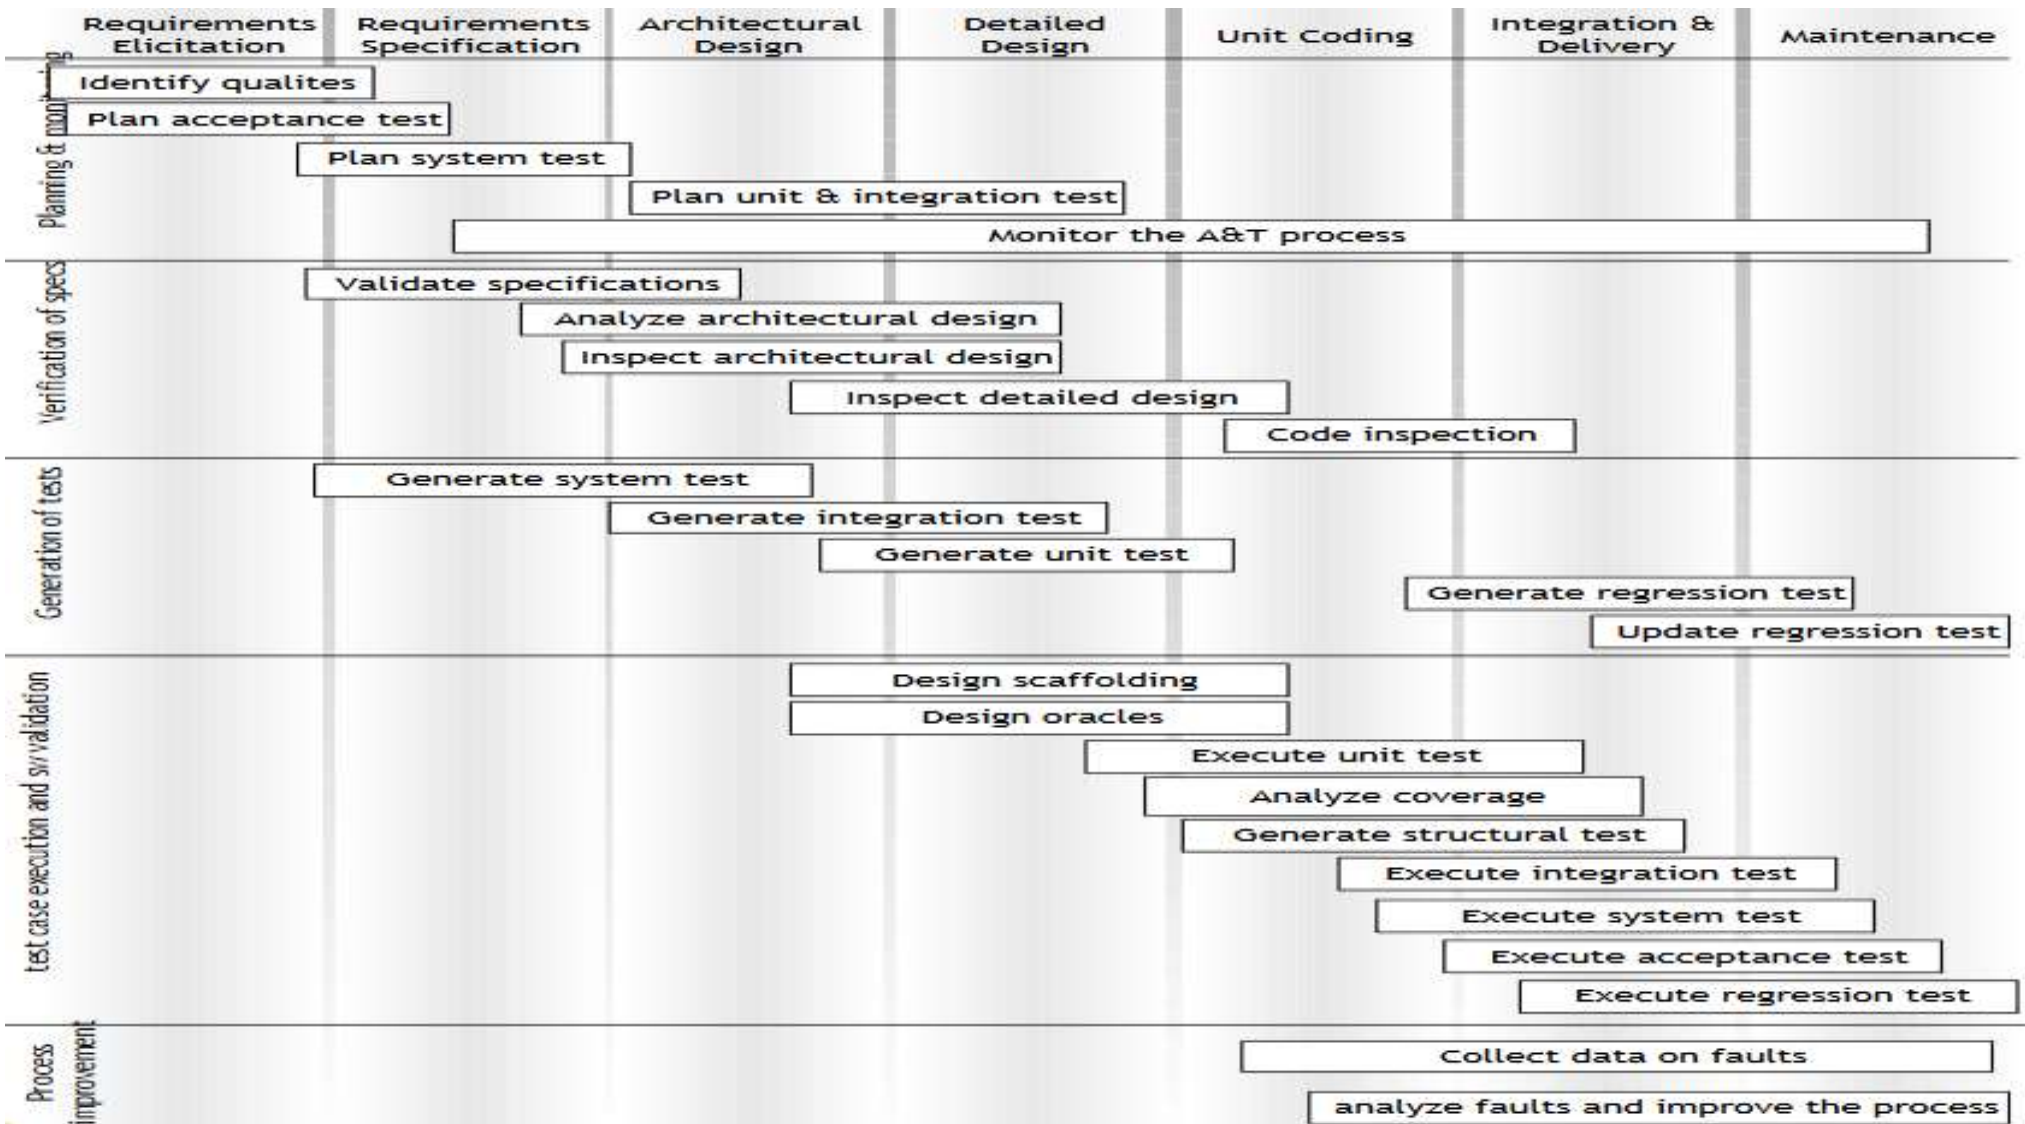 Requirements
Elicitation
Requirements
Specification
Architectural
Design
Detailed
Design
Unit Coding
Integration &
Delivery
Maintenance
Planning &
Identify qualites
Plan acceptance test
Plan system test
Plan unit & integration test
Monitor the A&T process
Verification of specs
Validate specifications
Analyze architectural design
Inspect architectural design
Inspect detailed design
Code inspection
Generation of tests
Generate system test
Generate integration test
Generate unit test
Generate regression test
Update regression test
test case execution and sw validation
Design scaffolding
Design oracles
Execute unit test
Analyze coverage
Generate structural test
Execute integration test
Execute system test
Execute acceptance test
Execute regression test
Process
improvement
Collect data on faults
analyze faults and improve the process